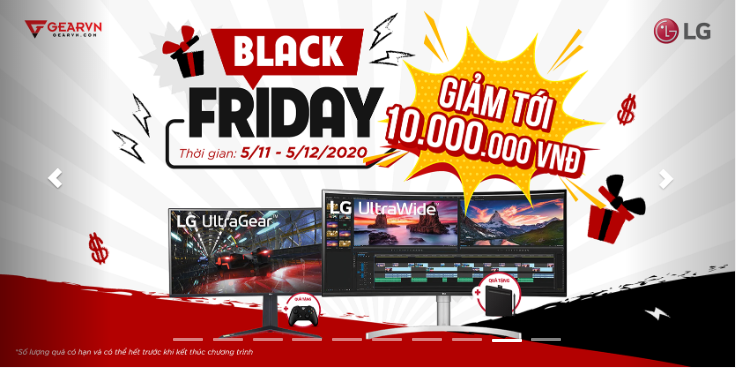 GEARVN
GEARVN.COM
LG
BLACK
FRIDAY
Thời gian: 5/11 - 5/12/2020
GIẢM TỚI
10.000.000 VNĐ
LG UltraGear™
LG UltraWide™
QUÀ TẶNG
QUÀ TẶNG
*Số lượng quà có hạn và có thể hết trước khi kết thúc chương trình